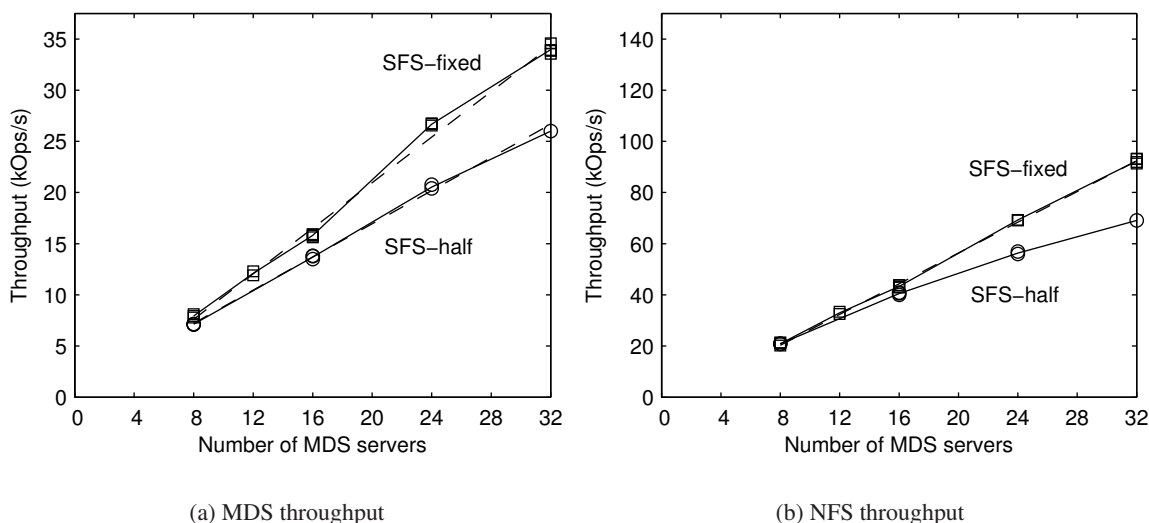 35
30
25
20
15
10
5
0
Throughput (kOps/s)
SFS−fixed
SFS−half
0 4 8 12 16 20 24 28 32
Number of MDS servers
(a) MDS throughput
140
120
100
80
60
40
20
0
Throughput (kOps/s)
SFS−fixed
SFS−half
0 4 8 12 16 20 24 28 32
Number of MDS servers
(b) NFS throughput